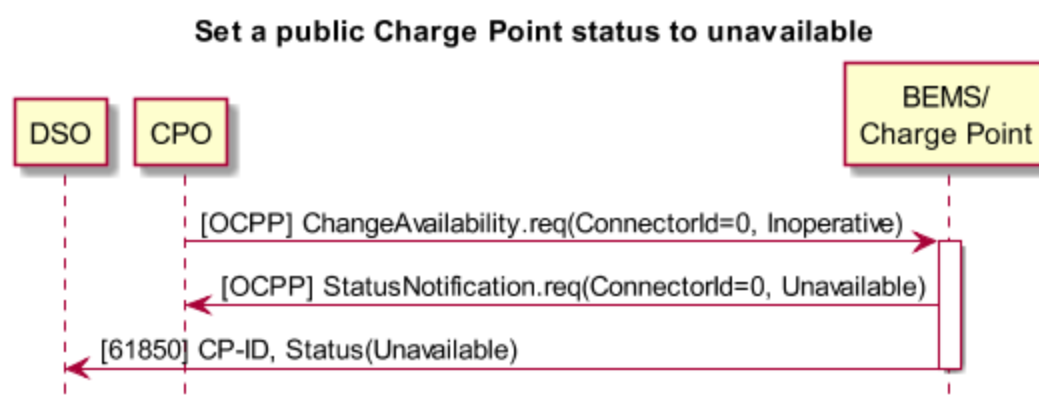 Set a public Charge Point status to unavailable
DSO
CPO
BEMS/
Charge Point
[OCPP] ChangeAvailability.req(ConnectorId=0, Inoperative)
[OCPP] StatusNotification.req(ConnectorId=0, Unavailable)
[61850] CP-ID, Status(Unavailable)